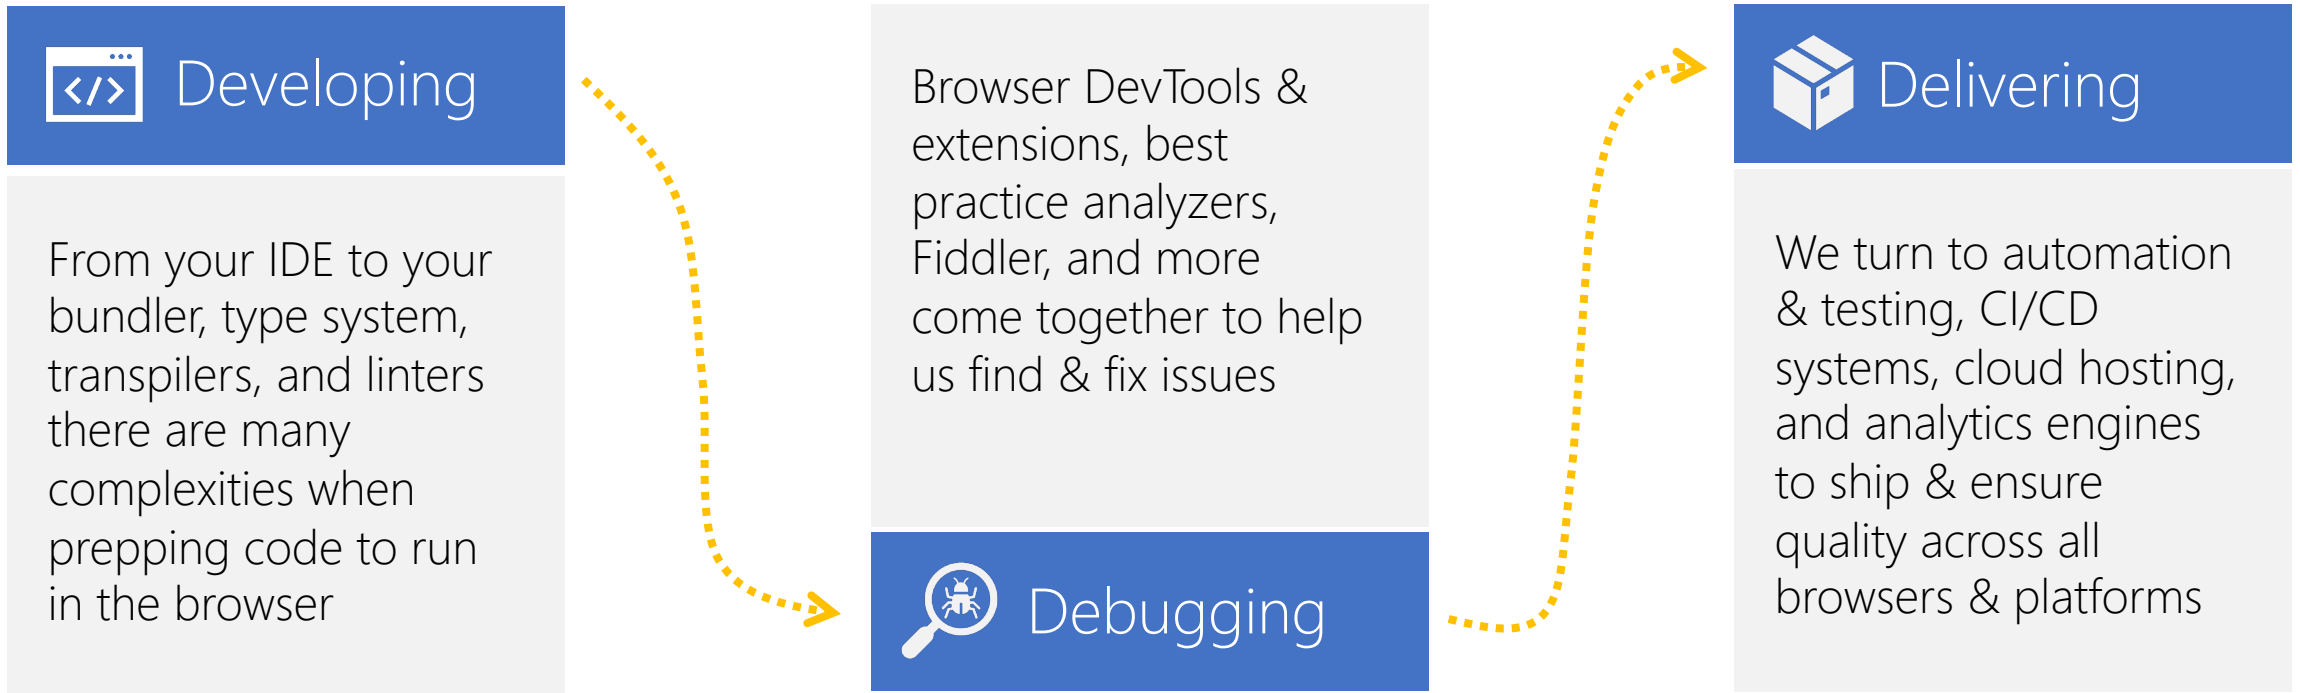 Developing
From your IDE to your
bundler, type system,
transpilers, and linters
there are many
complexities when
prepping code to run
in the browser
Browser DevTools &
extensions, best
practice analyzers,
Fiddler, and more
come together to help
us find & fix issues
Debugging
Delivering
We turn to automation
& testing, CI/CD
systems, cloud hosting,
and analytics engines
to ship & ensure
quality across all
browsers & platforms